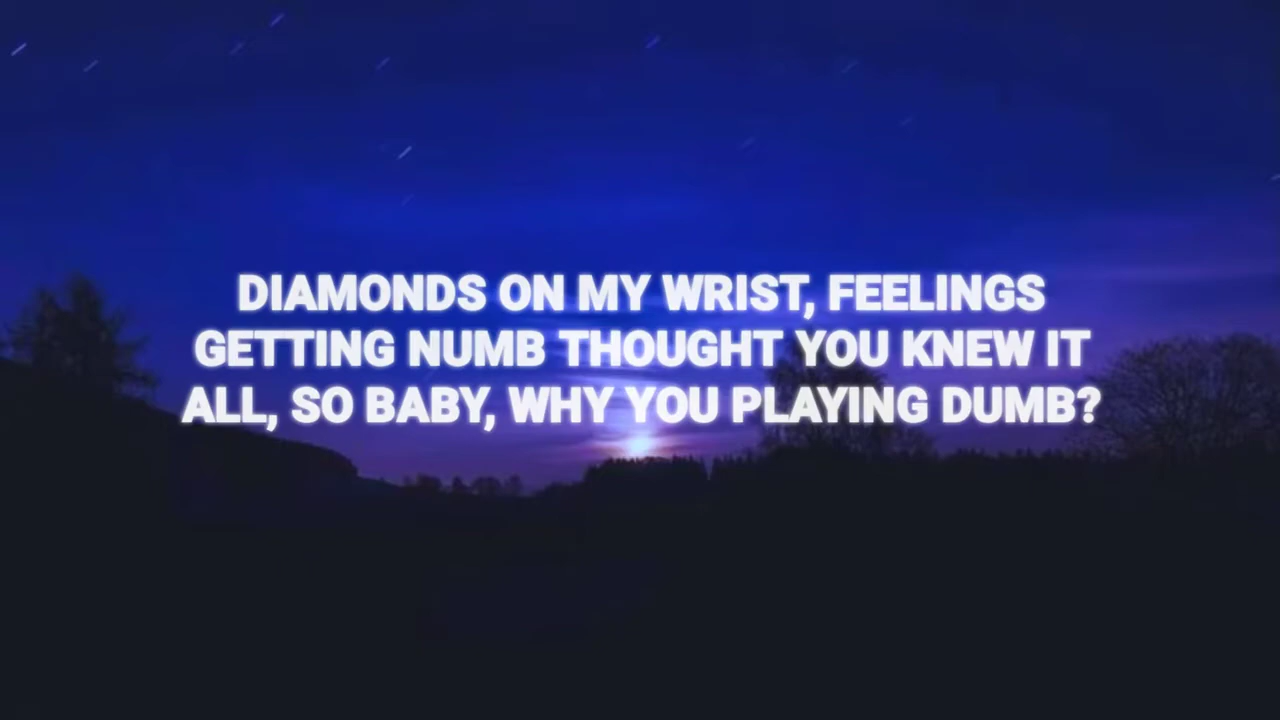 DIAMONDS ON MY WRIST, FEELINGS
GETTING NUMB THOUGHT YOU KNEW IT
ALL, SO BABY, WHY YOU PLAYING DUMB?